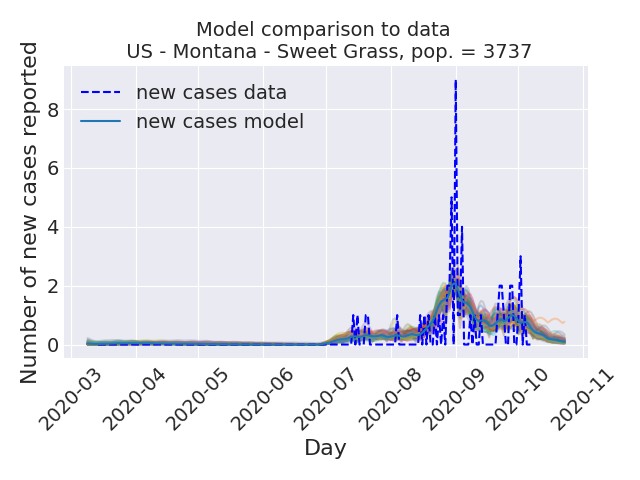 Model comparison to data
US - Montana - Sweet Grass, pop. = 3737
Number of new cases reported
new cases data
new cases model
8
6
4
2
0
2020-03
2020-04
2020-05
2020-06
2020-07
2020-08
2020-09
2020-10
2020-11
Day